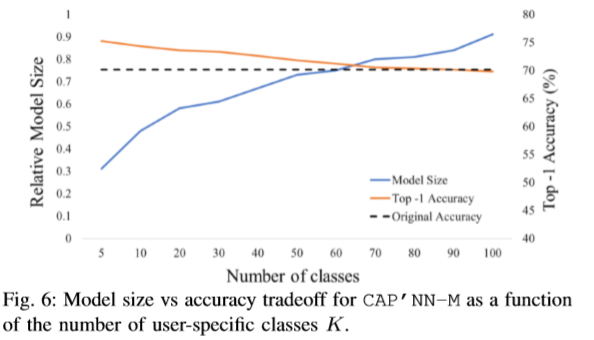 1
0.9
0.8
0.7
0.6
0.5
0.4
0.3
0.2
0.1
0
Relative Model Size
80
75
70
65
60
55
50
45
40
Top -1 Accuracy (%)
Model Size
Top -1 Accuracy
Original Accuracy
5 10 20 30 40 50 60 70 80 90 100
Number of classes
Fig. 6: Model size vs accuracy tradeoff for CAP'NN-M as a function
of the number of user-specific classes K.